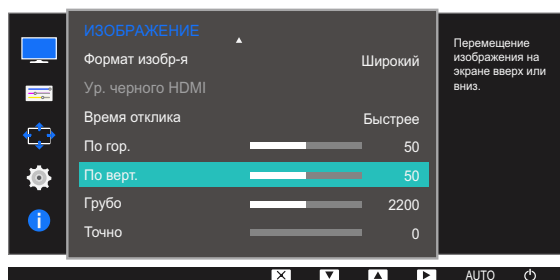 ИЗОБРАЖЕНИЕ
Формат изобр-я Широкий
Ур. черного HDMI
Время отклика Быстрее
По гор. 50
По верт. 50
Грубо 2200
Точно 0
Перемещение
изображения на
экране вверх или
вниз.
AUTO